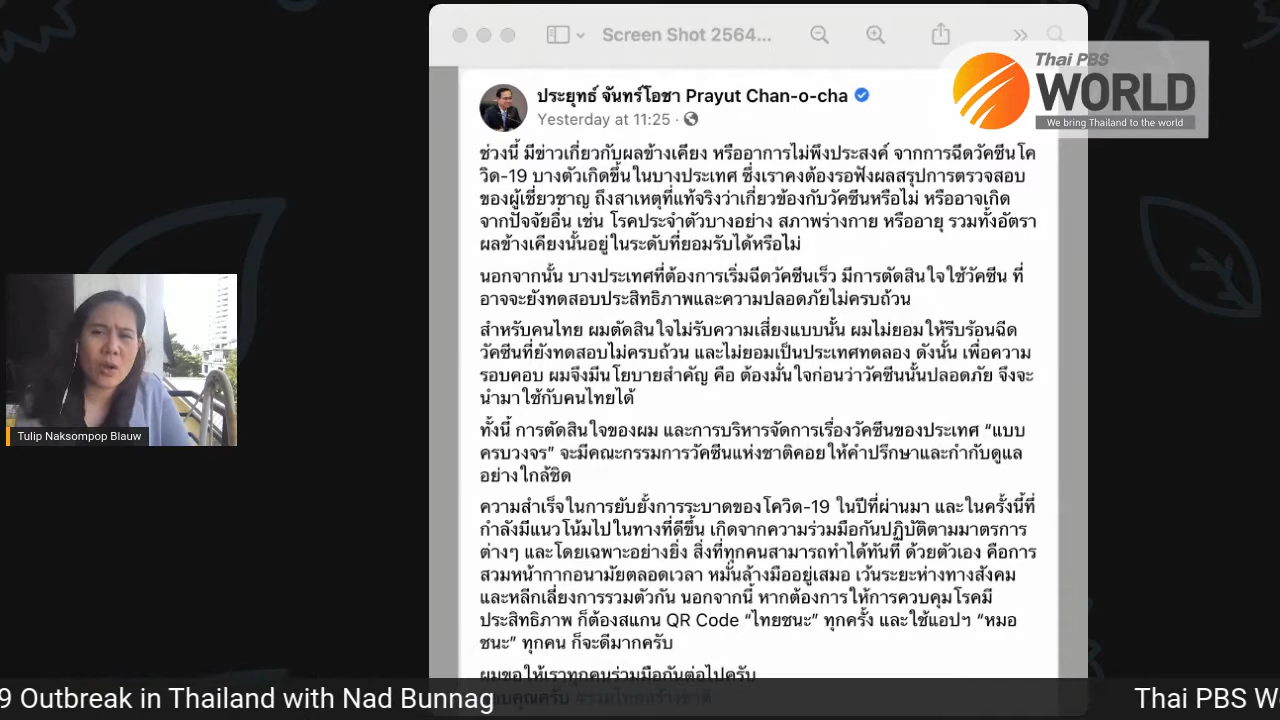 Screen Shot 2564...
Thai PBS
WORLD
We bring Thailand to the world
ประยุทธ์ จันทร์โอชา Prayut Chan-o-cha
Yesterday at 11:25 ·
ช่วงนี้ มีข่าวเกี่ยวกับผลข้างเคียง หรืออาการไม่พึงประสงค์ จากการฉีดวัคซีนโค
วิด-19 บางตัวเกิดขึ้นในบางประเทศ ซึ่งเราคงต้องรอฟังผลสรุปการตรวจสอบ
ของผู้เชี่ยวชาญ ถึงสาเหตุที่แท้จริงว่าเกี่ยวข้องกับวัคซีนหรือไม่ หรืออาจเกิด
จากปัจจัยอื่น เช่น โรคประจำตัวบางอย่าง สภาพร่างกาย หรืออายุ รวมทั้งอัตรา
ผลข้างเคียงนั้นอยู่ในระดับที่ยอมรับได้หรือไม่
นอกจากนั้น บางประเทศที่ต้องการเริ่มฉีดวัคซีนเร็ว มีการตัดสินใจใช้วัคซีน ที่
อาจจะยังทดสอบประสิทธิภาพและความปลอดภัยไม่ครบถ้วน
สำหรับคนไทย ผมตัดสินใจไม่รับความเสี่ยงแบบนั้น ผมไม่ยอมให้รีบร้อนฉีด
วัคซีนที่ยังทดสอบไม่ครบถ้วน และไม่ยอมเป็นประเทศทดลอง ดังนั้น เพื่อความ
รอบคอบ ผมจึงมีนโยบายสำคัญ คือ ต้องมั่นใจก่อนว่าวัคซีนนั้นปลอดภัย จึงจะ
นำมาใช้กับคนไทยได้
ทั้งนี้ การตัดสินใจของผม และการบริหารจัดการเรื่องวัคซีนของประเทศ “แบบ
ครบวงจร” จะมีคณะกรรมการวัคซีนแห่งชาติคอยให้คำปรึกษาและกำกับดูแล
อย่างใกล้ชิด
ความสำเร็จในการยับยั้งการระบาดของโควิด-19 ในปีที่ผ่านมา และในครั้งนี้ที่
กำลังมีแนวโน้มไปในทางที่ดีขึ้น เกิดจากความร่วมมือกันปฏิบัติตามมาตรการ
ต่างๆ และโดยเฉพาะอย่างยิ่ง สิ่งที่ทุกคนสามารถทำได้ทันที ด้วยตัวเอง คือการ
สวมหน้ากากอนามัยตลอดเวลา หมั่นล้างมืออยู่เสมอ เว้นระยะห่างทางสังคม
และหลีกเลี่ยงการรวมตัวกัน นอกจากนี้ หากต้องการให้การควบคุมโรคมี
ประสิทธิภาพ ก็ต้องสแกน QR Code “ไทยชนะ” ทุกครั้ง และใช้แอปฯ “หมอ
ชนะ” ทุกคน ก็จะดีมากครับ
ผมขอให้เราทุกคนร่วมมือกันต่อไปครับ
ขอบคุณครับ #รวมไทยสร้างชาติ
Tulip Naksompop Blauw
9 Outbreak in Thailand with Nad Bunnag
Thai PBS W